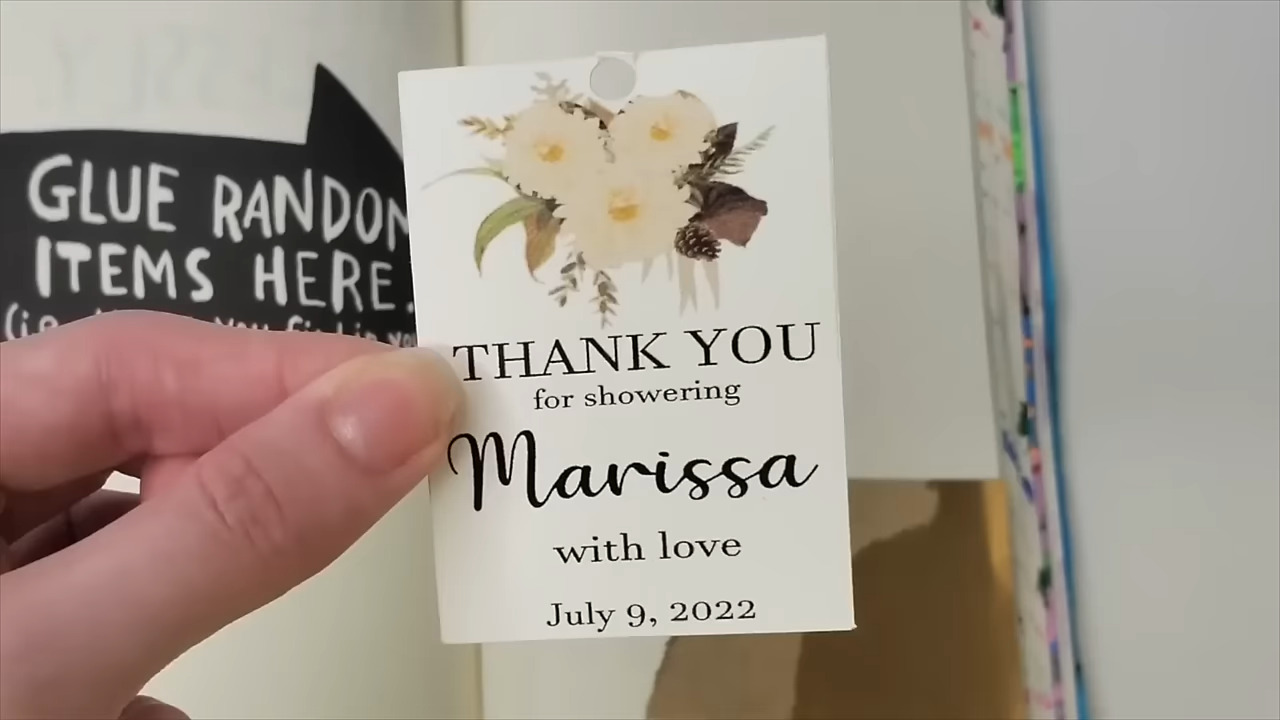 GLUE RANDOM
ITEMS HERE.
THANK YOU
for showering
Marissa
with love
July 9, 2022